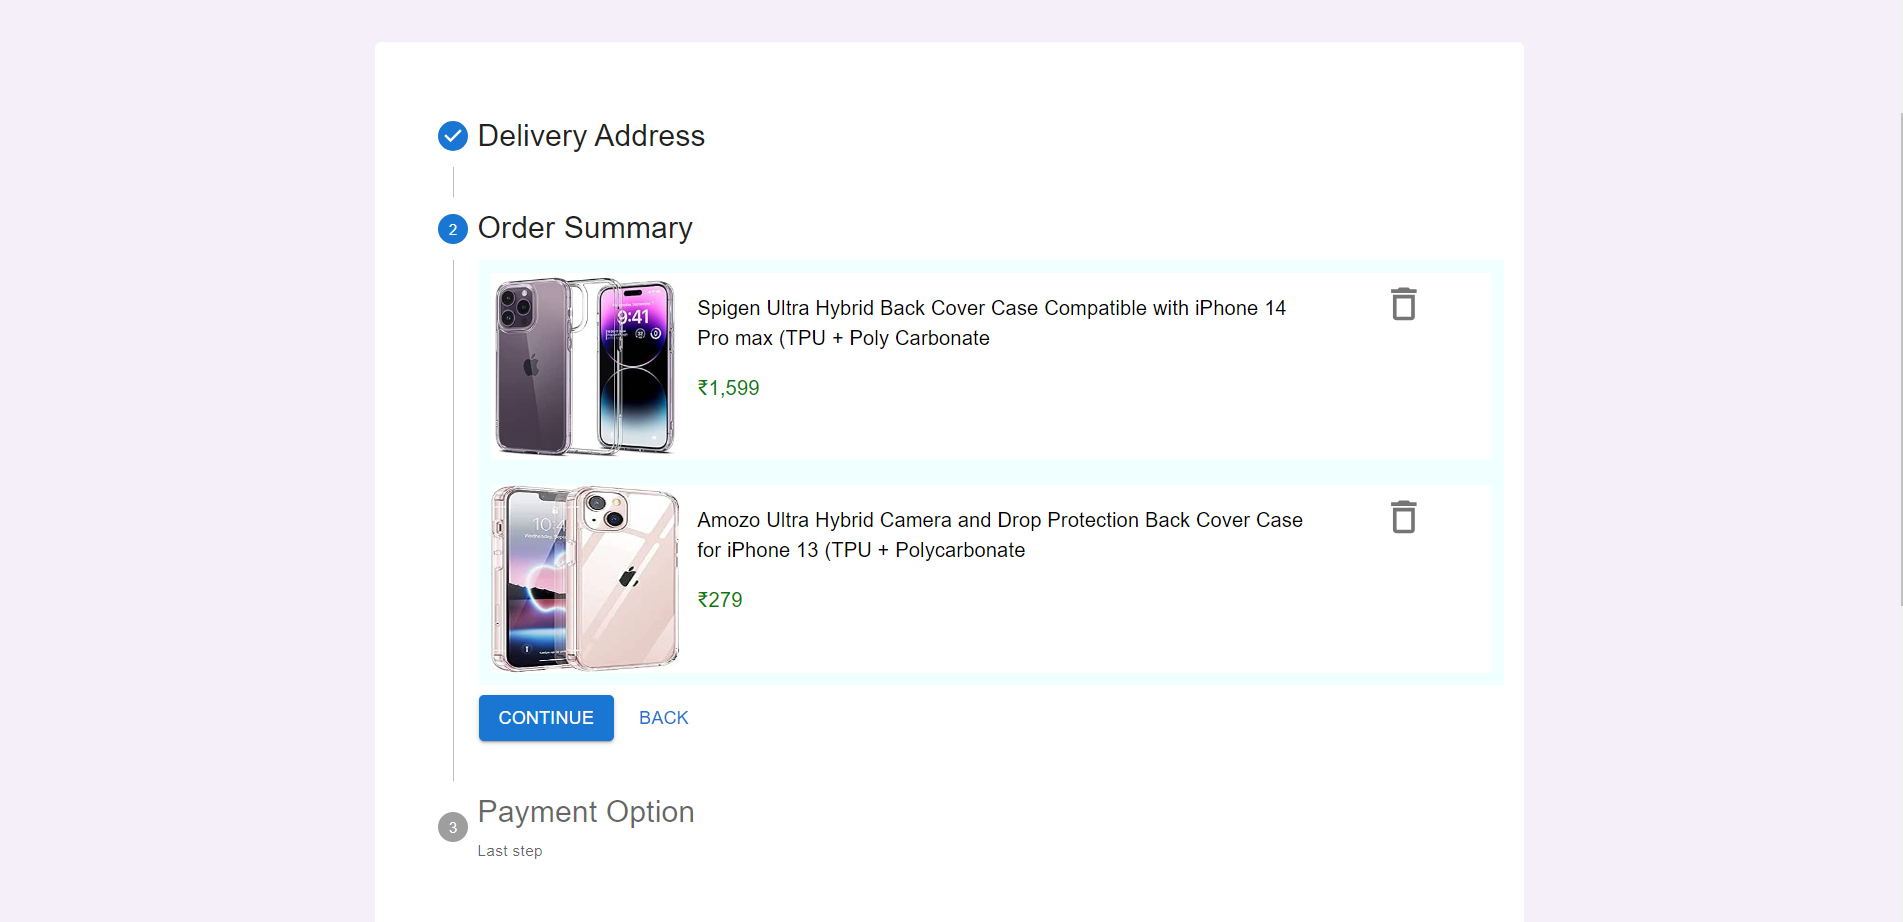 Delivery Address
2
Order Summary
9:41
Spigen Ultra Hybrid Back Cover Case Compatible with iPhone 14
Pro max (TPU + Poly Carbonate
₹1,599
Amozo Ultra Hybrid Camera and Drop Protection Back Cover Case
for iPhone 13 (TPU + Polycarbonate
₹279
CONTINUE
BACK
3
Payment Option
Last step